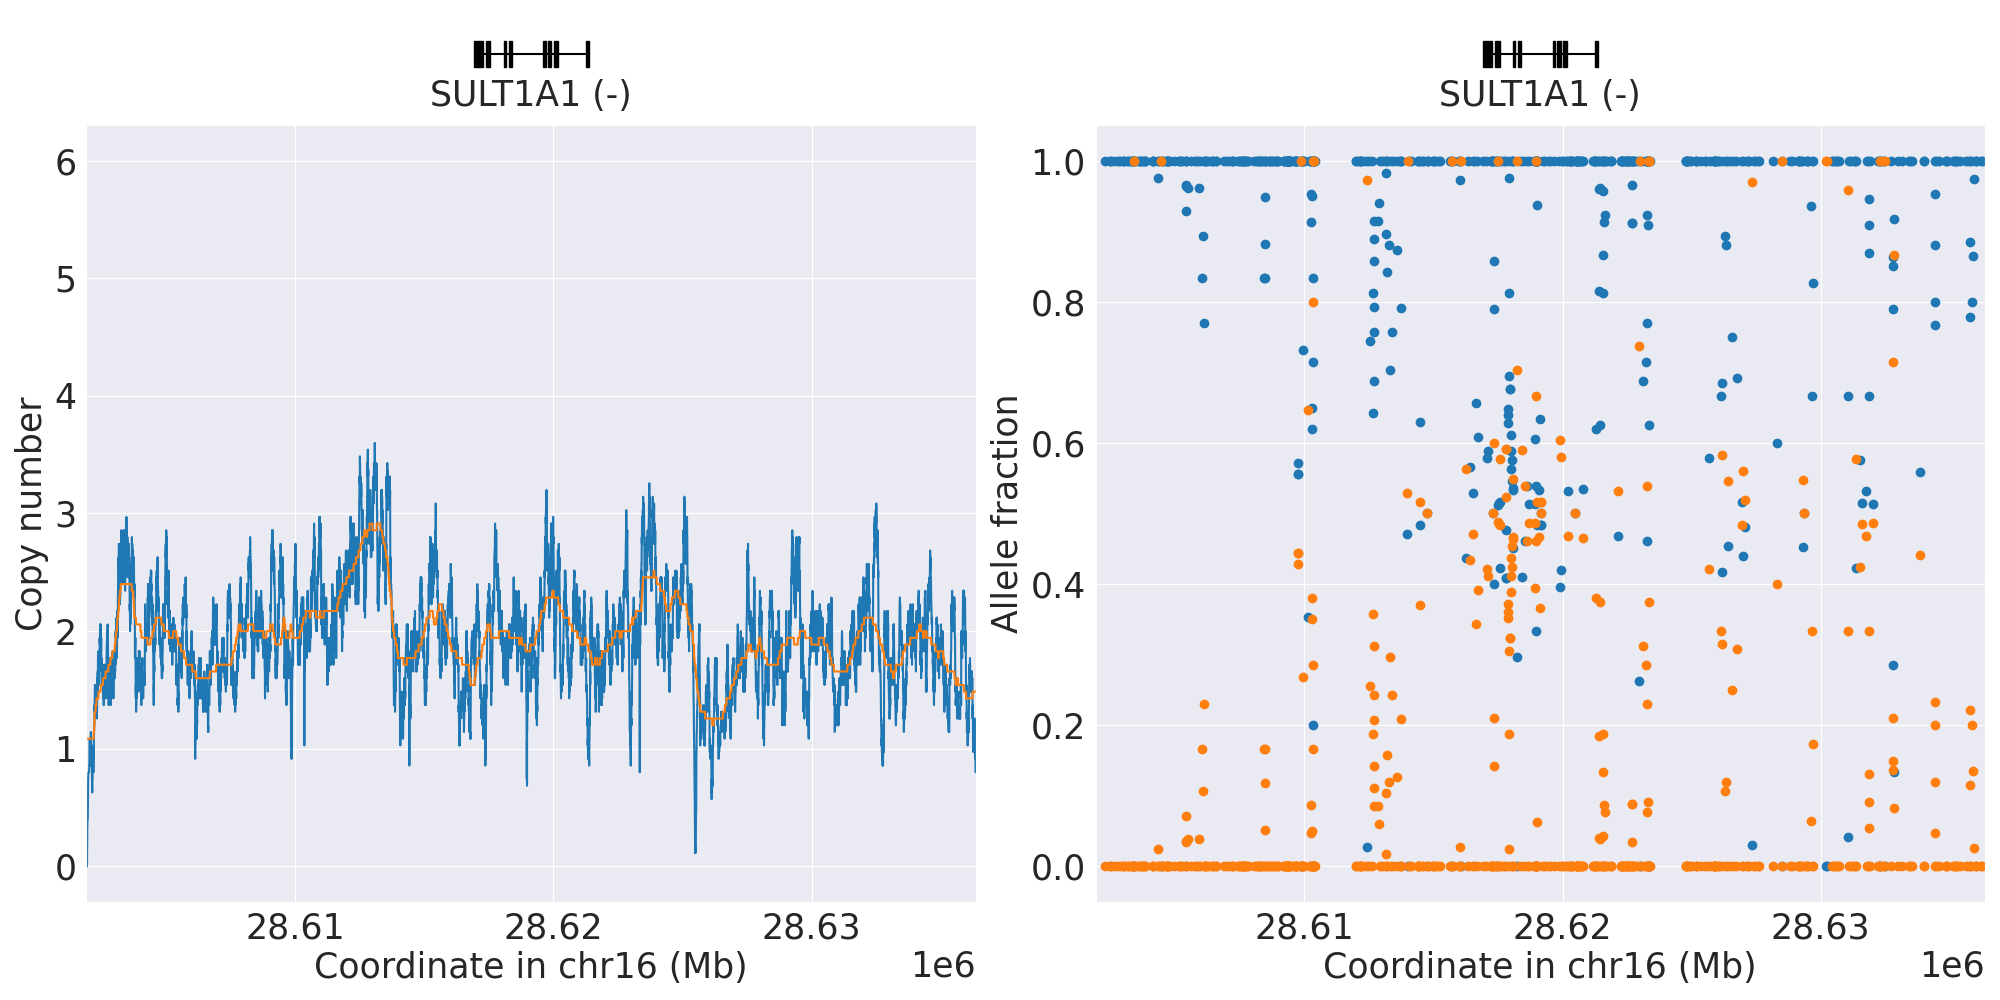 SULT1A1 (-)
6
5
4
3
2
1
0
Copy number
28.61
28.62
28.63
Coordinate in chr16 (Mb)
1e6
SULT1A1 (-)
1.0
0.8
0.6
0.4
0.2
0.0
Allele fraction
28.61
28.62
28.63
Coordinate in chr16 (Mb)
1e6